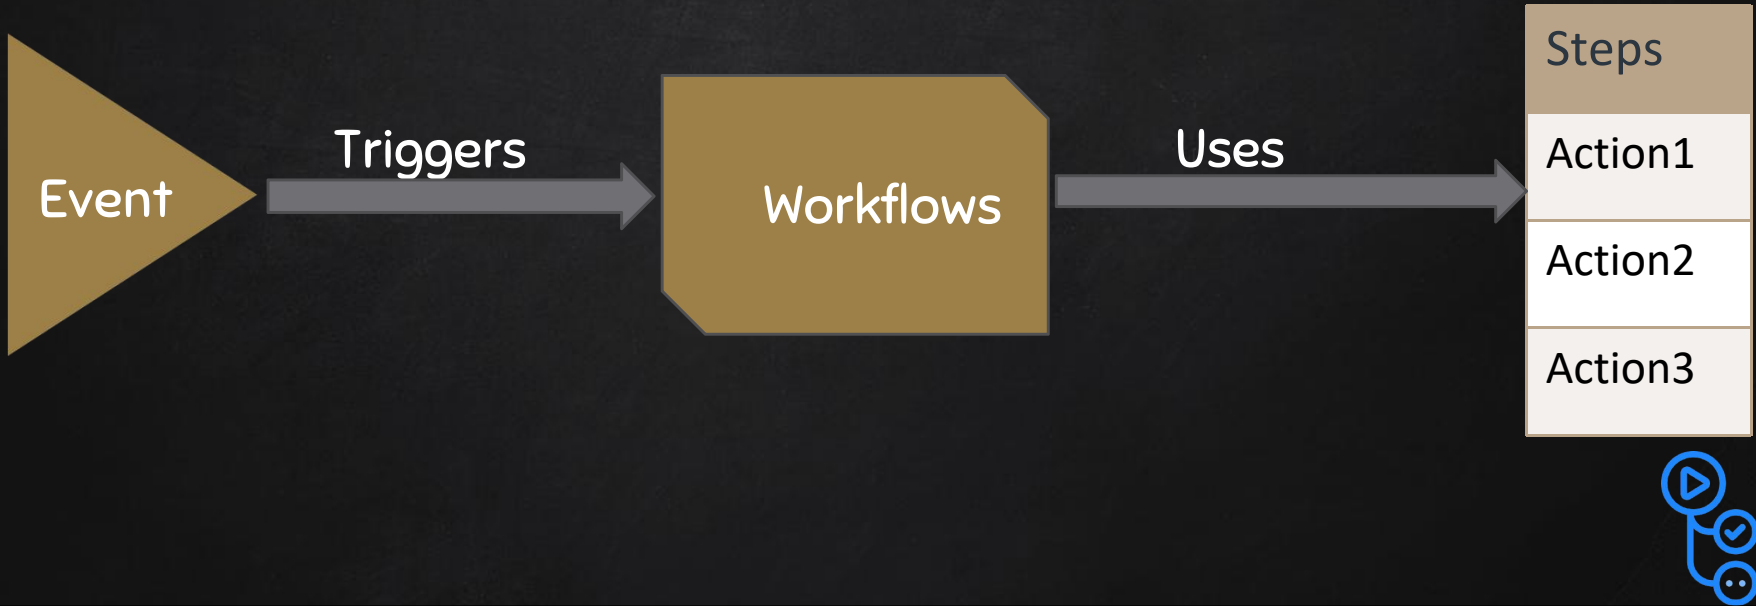 Event
Triggers
Workflows
Uses
Steps
Action1
Action2
Action3